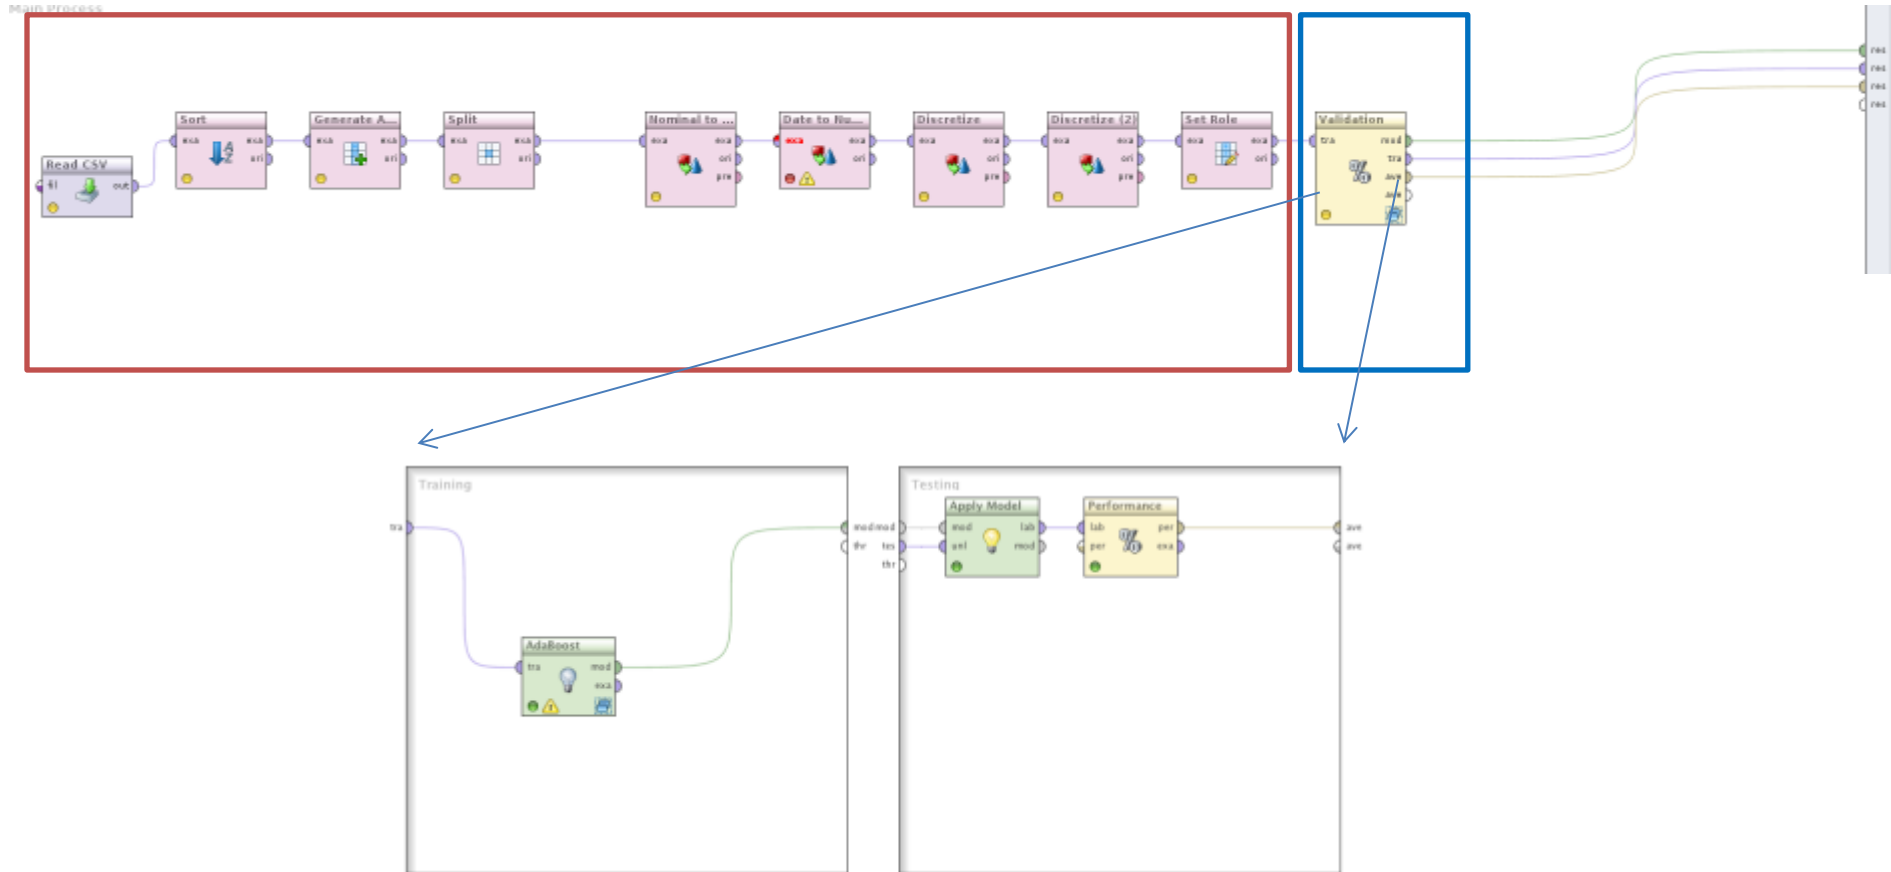 Main Process
res
res
res
res
Sort
exa exa
ori
Generate A...
exa exa
ori
Split
exa exa
ori
Nominal to ...
exa exa
ori
pre
Date to Nu...
exa exa
ori
Discretize
exa exa
ori
pre
Discretize (2)
exa exa
ori
pre
Set Role
exa exa
ori
Validation
tra mod
tra
ave
ave
Read CSV
fil out
Training
tra
mod
thr
AdaBoost
tra mod
exa
Testing
mod
tes
thr
Apply Model
mod lab
unl mod
Performance
lab per
per exa
ave
ave